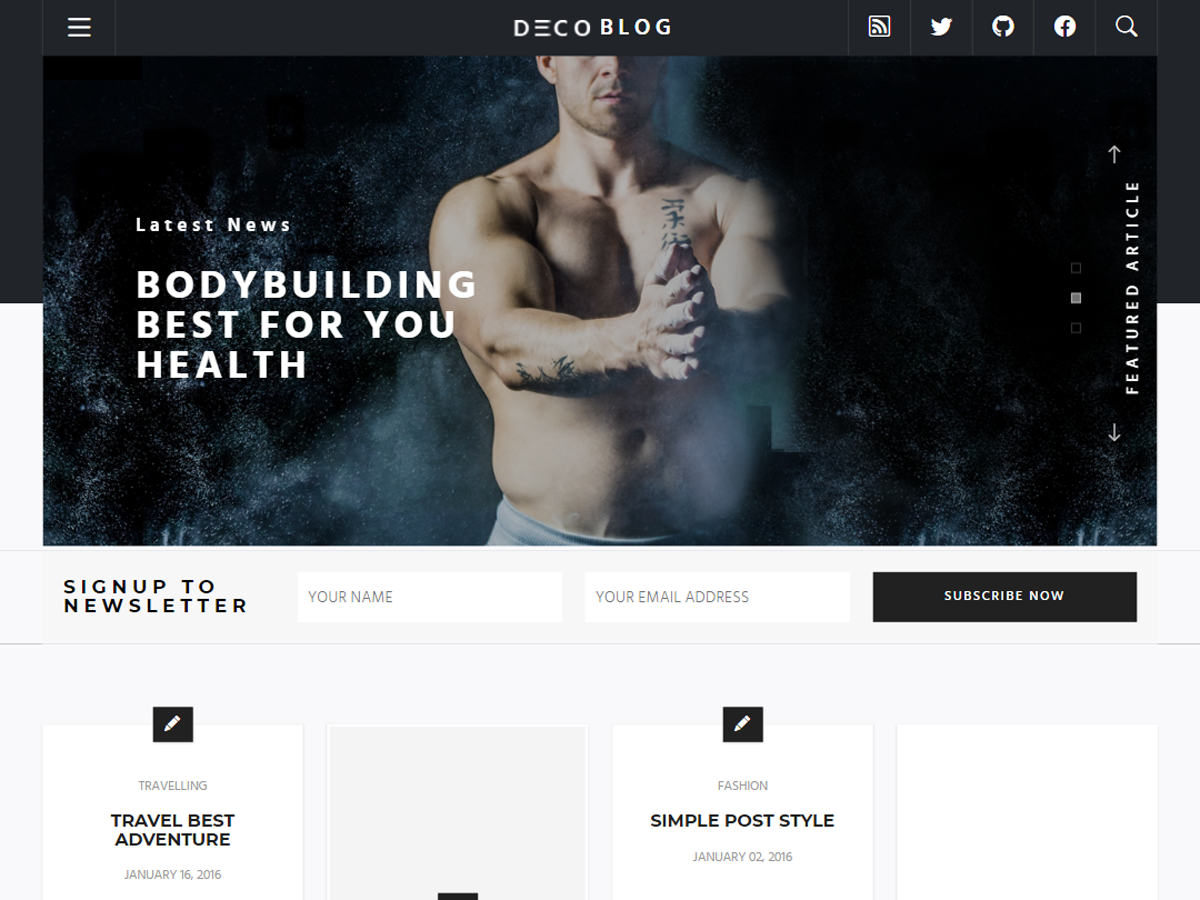 DECO BLOG
Latest News
BODYBUILDING
BEST FOR YOU
HEALTH
FEATURED ARTICLE
SIGNUP TO
NEWSLETTER
YOUR NAME
YOUR EMAIL ADDRESS
SUBSCRIBE NOW
TRAVELLING
TRAVEL BEST
ADVENTURE
JANUARY 16, 2016
FASHION
SIMPLE POST STYLE
JANUARY 02, 2016